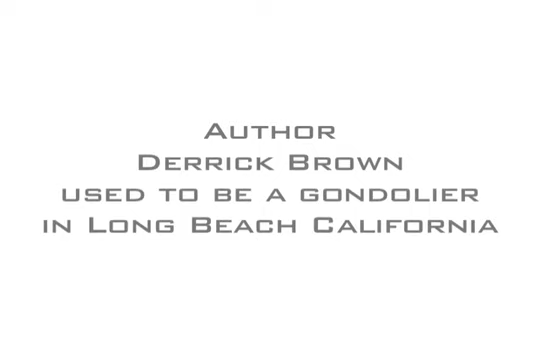 Author
Derrick Brown
used to be a gondolier
in Long Beach California